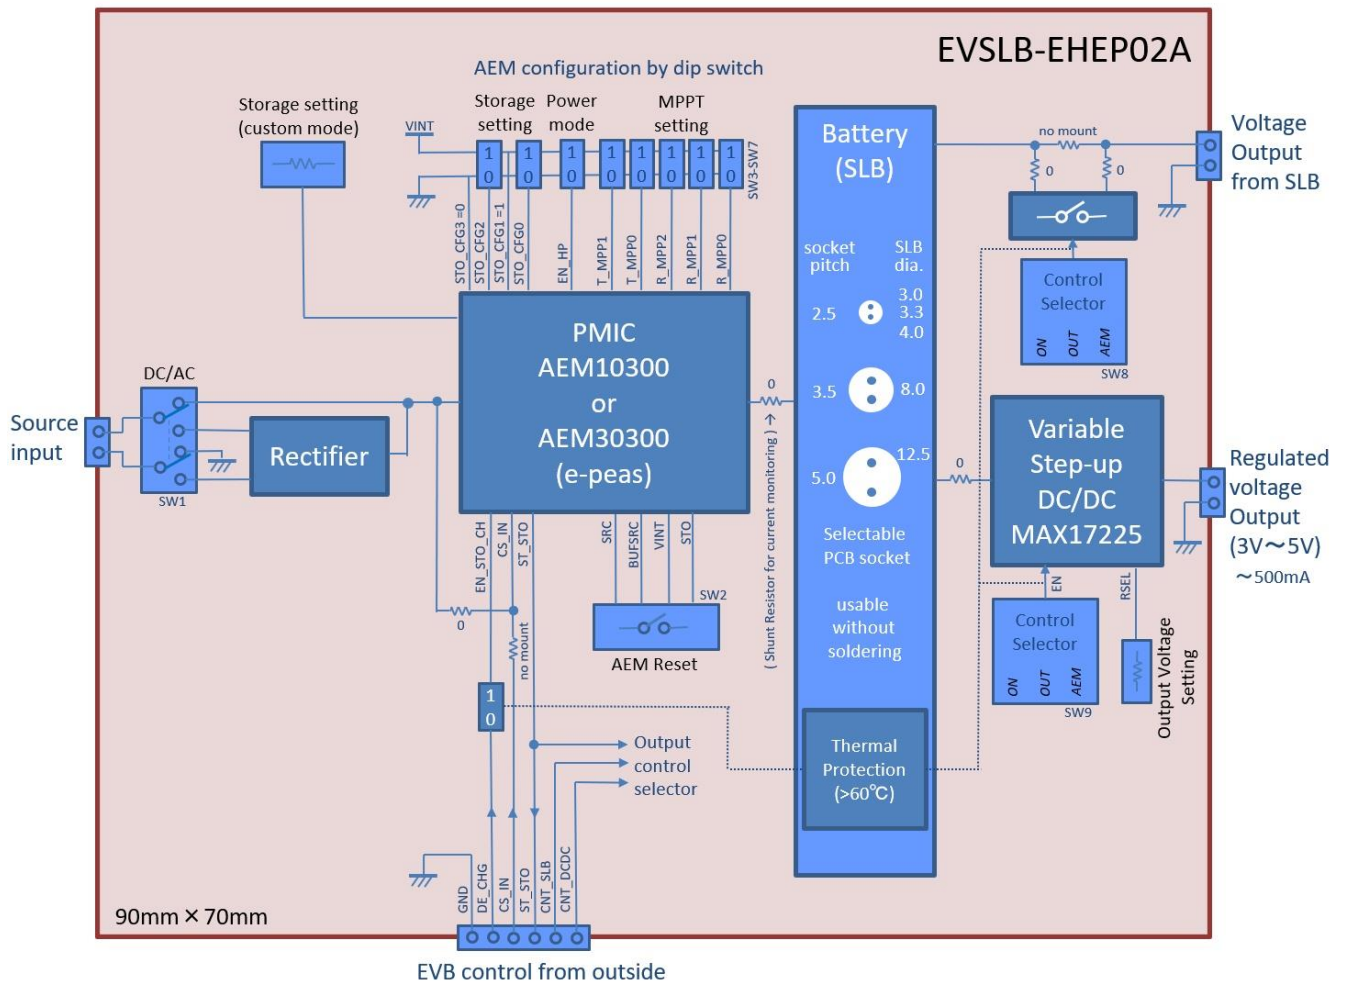 EVSLB-EHEP02A
AEM configuration by dip switch
Storage setting
(custom mode)
Storage
setting
Power
mode
MPPT
setting
VINT
1
0
1
0
1
0
1
0
1
0
1
0
1
0
1
0
SW3-SW7
STO_CFG3 =0
STO_CFG2
STO_CFG1 =1
STO_CFG0
EN_HP
T_MPP1
T_MPP0
R_MPP2
R_MPP1
R_MPP0
Battery
(SLB)
socket
pitch
SLB
dia.
2.5
3.0
3.3
4.0
3.5
8.0
5.0
12.5
Selectable
PCB socket
usable
without
soldering
Thermal
Protection
(>60℃)
no mount
0
0
Voltage
Output
from SLB
Control
Selector
ON
OUT
AEM
SW8
PMIC
AEM10300
or
AEM30300
(e-peas)
0
( Shunt Resistor for current monitoring ) →
DC/AC
Source
input
SW1
Rectifier
0
Variable
Step-up
DC/DC
MAX17225
Regulated
voltage
Output
(3V～5V)
～500mA
EN
RSEL
Control
Selector
ON
OUT
AEM
SW9
Output Voltage
Setting
EN_STO_CH
CS_IN
ST_STO
SRC
BUFSRC
VINT
STO
SW2
AEM Reset
0
no mount
1
0
Output
control
selector
GND
DE_CHG
CS_IN
ST_STO
CNT_SLB
CNT_DCDC
90mm×70mm
EVB control from outside